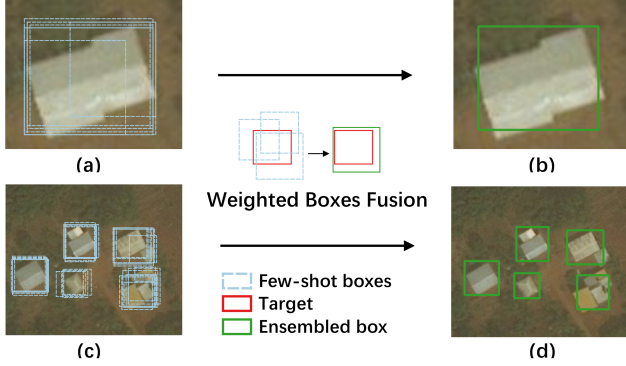 (a)
(b)
Weighted Boxes Fusion
Few-shot boxes
Target
Ensembled box
(c)
(d)